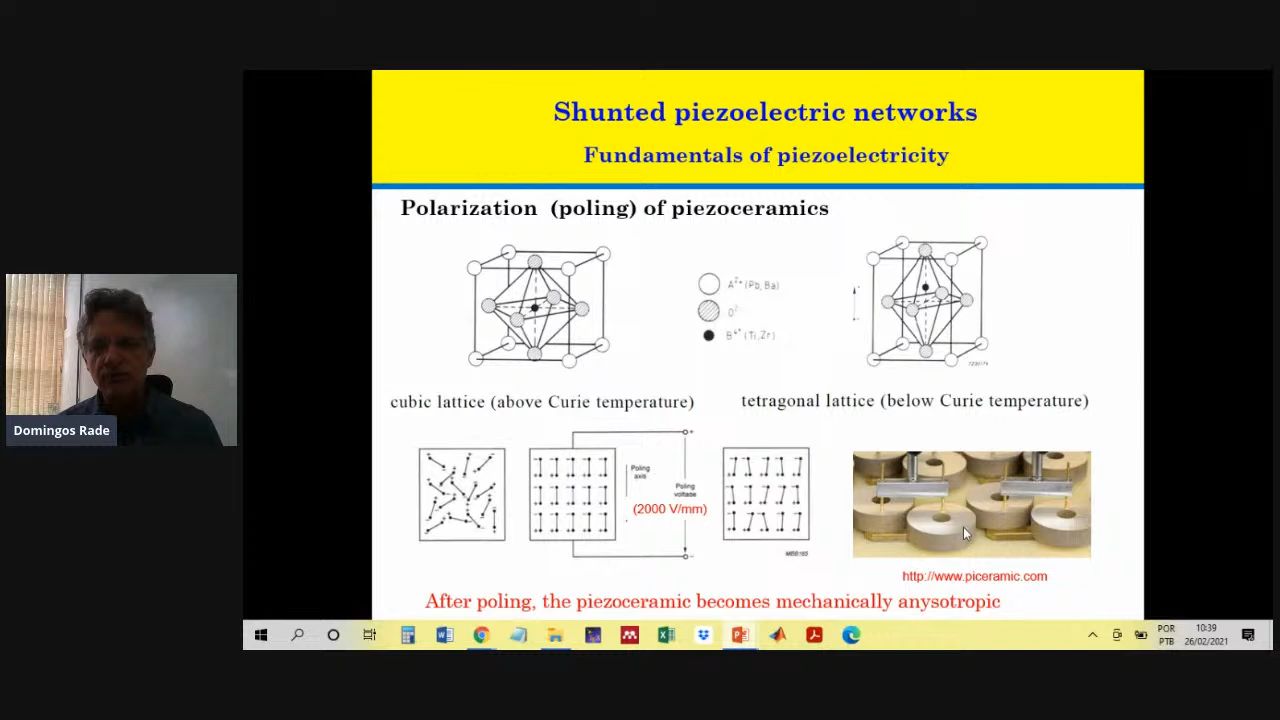 Shunted piezoelectric networks
Fundamentals of piezoelectricity
Polarization (poling) of piezoceramics
A²⁺ (Pb, Ba)
O²⁻
B⁴⁺ (Ti, Zr)
cubic lattice (above Curie temperature)
tetragonal lattice (below Curie temperature)
Domingos Rade
Poling
axis
Poling
voltage
(2000 V/mm)
http://www.piceramic.com
After poling, the piezoceramic becomes mechanically anysotropic
POR
PTB
10:39
26/02/2021